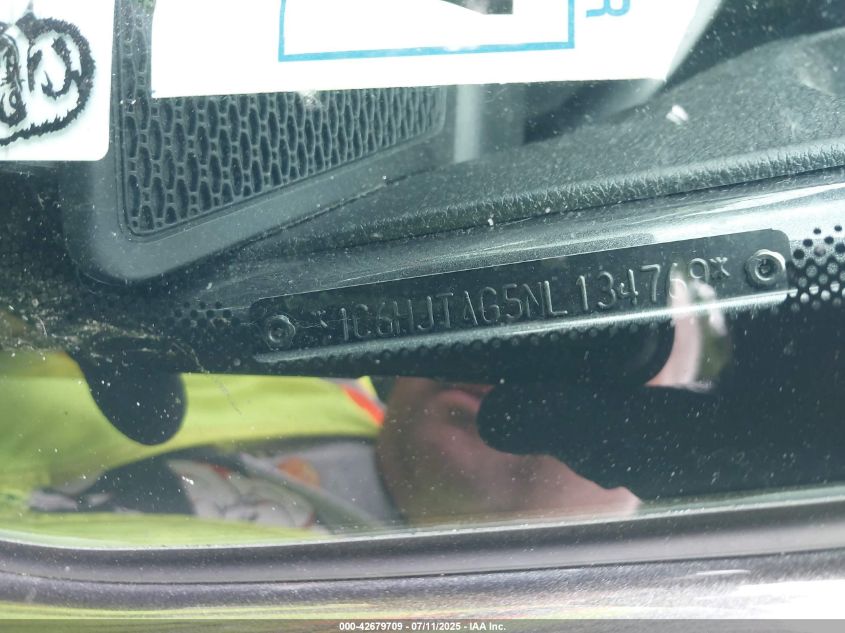 R
*1C6HJTAG5NL134769*
000-42679709 - 07/11/2025 - IAA Inc.